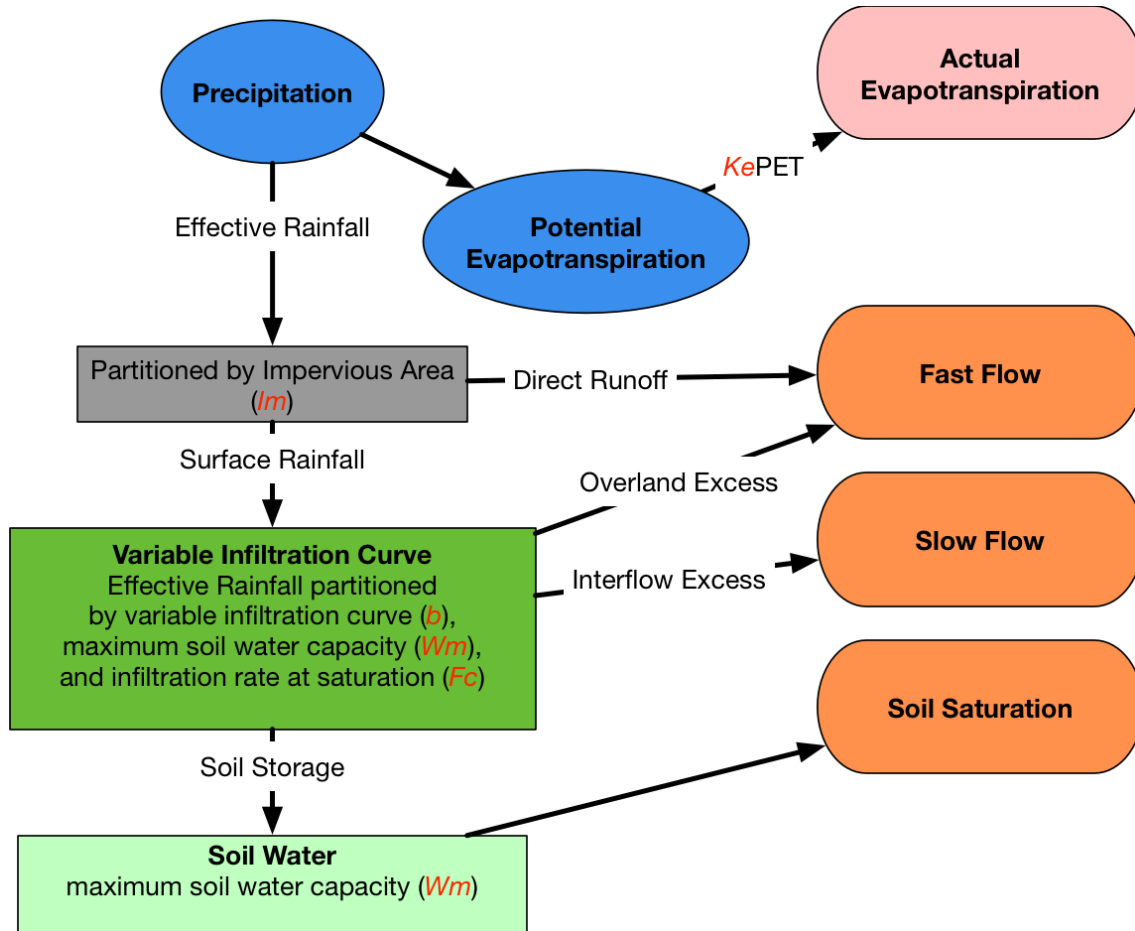 Precipitation
Actual
Evapotranspiration
KePET
Effective Rainfall
Potential
Evapotranspiration
Partitioned by Impervious Area
(Im)
Direct Runoff
Fast Flow
Surface Rainfall
Overland Excess
Variable Infiltration Curve
Effective Rainfall partitioned
by variable infiltration curve (b),
maximum soil water capacity (Wm),
and infiltration rate at saturation (Fc)
Interflow Excess
Slow Flow
Soil Saturation
Soil Storage
Soil Water
maximum soil water capacity (Wm)